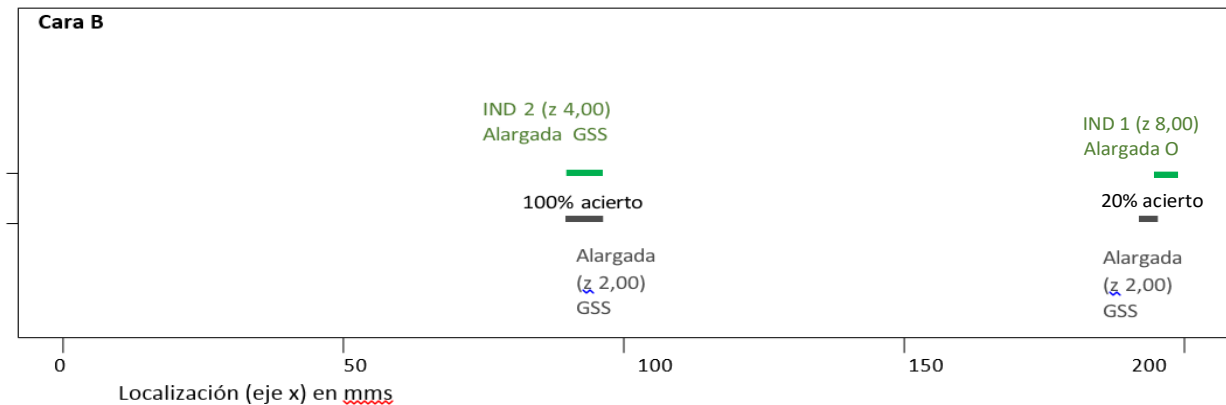 Cara B
IND 2 (z 4,00)
Alargada GSS
IND 1 (z 8,00)
Alargada O
100% acierto
20% acierto
Alargada
(z 2,00)
GSS
Alargada
(z 2,00)
GSS
0
50
100
150
200
Localización (eje x) en mms